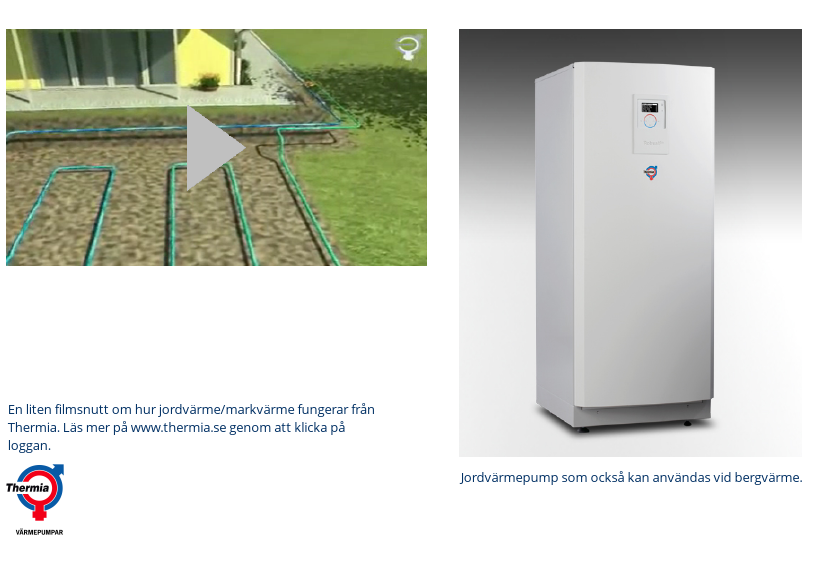 En liten filmsnutt om hur jordvärme/markvärme fungerar från
Thermia. Läs mer på www.thermia.se genom att klicka på
loggan.
Thermia
VÄRMEPUMPAR
Jordvärmepump som också kan användas vid bergvärme.